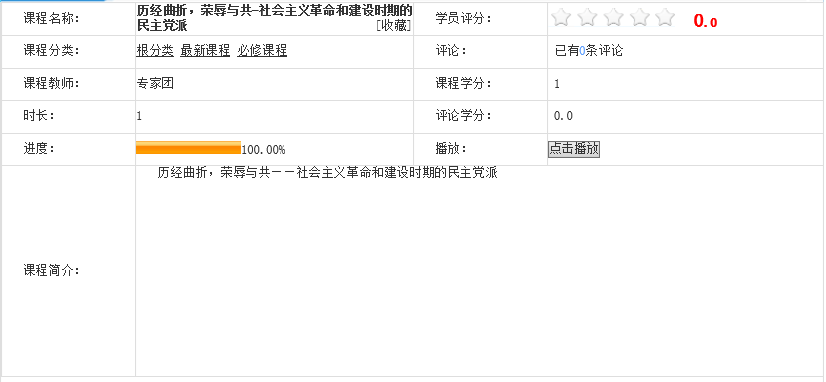 课程名称： 历经曲折，荣辱与共-社会主义革命和建设时期的 学员评分： 0.0
民主党派 [收藏]
课程分类： 根分类 最新课程 必修课程 评论： 已有0条评论
课程教师： 专家团 课程学分： 1
时长： 1 评论学分： 0.0
进度： 100.00% 播放： 点击播放
历经曲折，荣辱与共－－社会主义革命和建设时期的民主党派
课程简介：